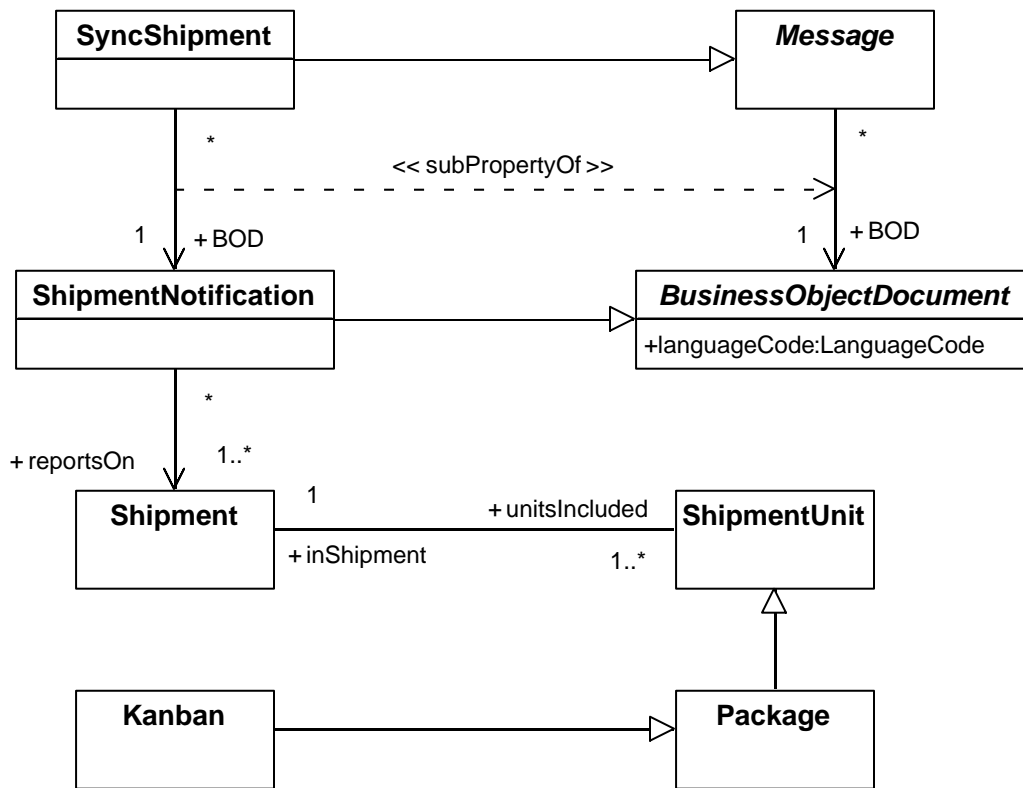 SyncShipment
Message
*
*
<< subPropertyOf >>
1
+ BOD
1
+ BOD
ShipmentNotification
BusinessObjectDocument
+languageCode:LanguageCode
*
+ reportsOn
1..*
Shipment
1
+ unitsIncluded
ShipmentUnit
+ inShipment
1..*
Kanban
Package